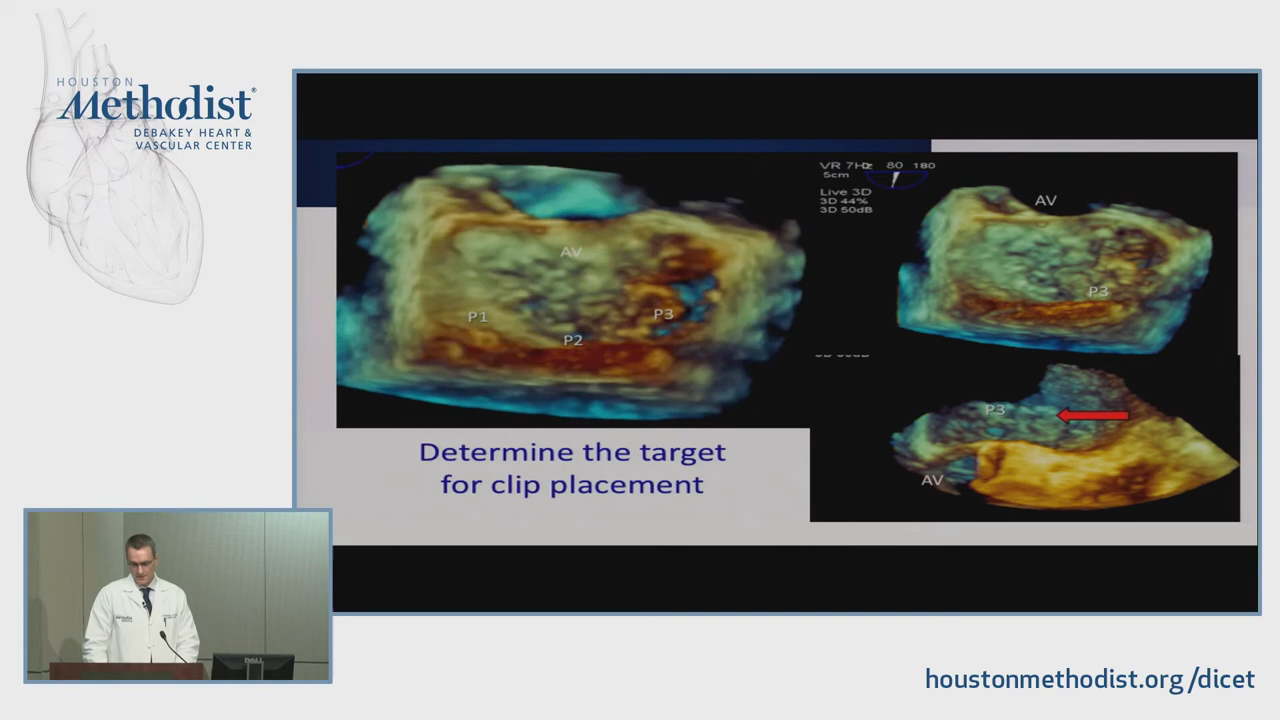 HOUSTON
Methodist®
DEBAKEY HEART &
VASCULAR CENTER
AV
P1
P3
P2
VR 7Hz 80 180
5cm
Live 3D
3D 44%
3D 50dB
AV
P3
P3
AV
Determine the target
for clip placement
DELL
houstonmethodist.org/dicet